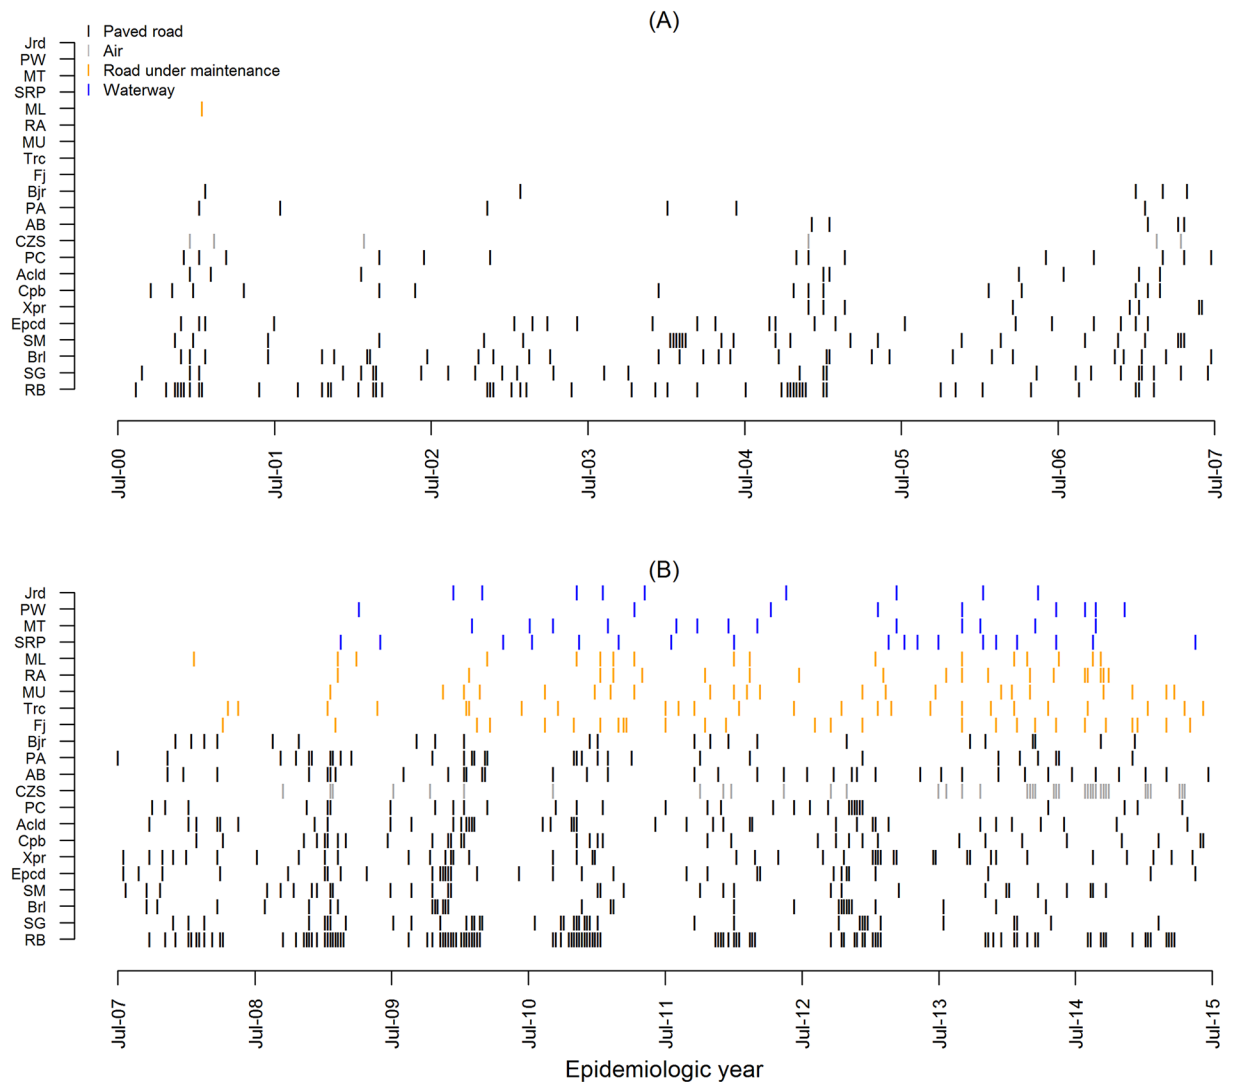 (A)
Paved road
Air
Road under maintenance
Waterway
Jrd
PW
MT
SRP
ML
RA
MU
Trc
Fj
Bjr
PA
AB
CZS
PC
Acld
Cpb
Xpr
Epcd
SM
Brl
SG
RB
Jul-00
Jul-01
Jul-02
Jul-03
Jul-04
Jul-05
Jul-06
Jul-07
(B)
Jrd
PW
MT
SRP
ML
RA
MU
Trc
Fj
Bjr
PA
AB
CZS
PC
Acld
Cpb
Xpr
Epcd
SM
Brl
SG
RB
Jul-07
Jul-08
Jul-09
Jul-10
Jul-11
Jul-12
Jul-13
Jul-14
Jul-15
Epidemiologic year